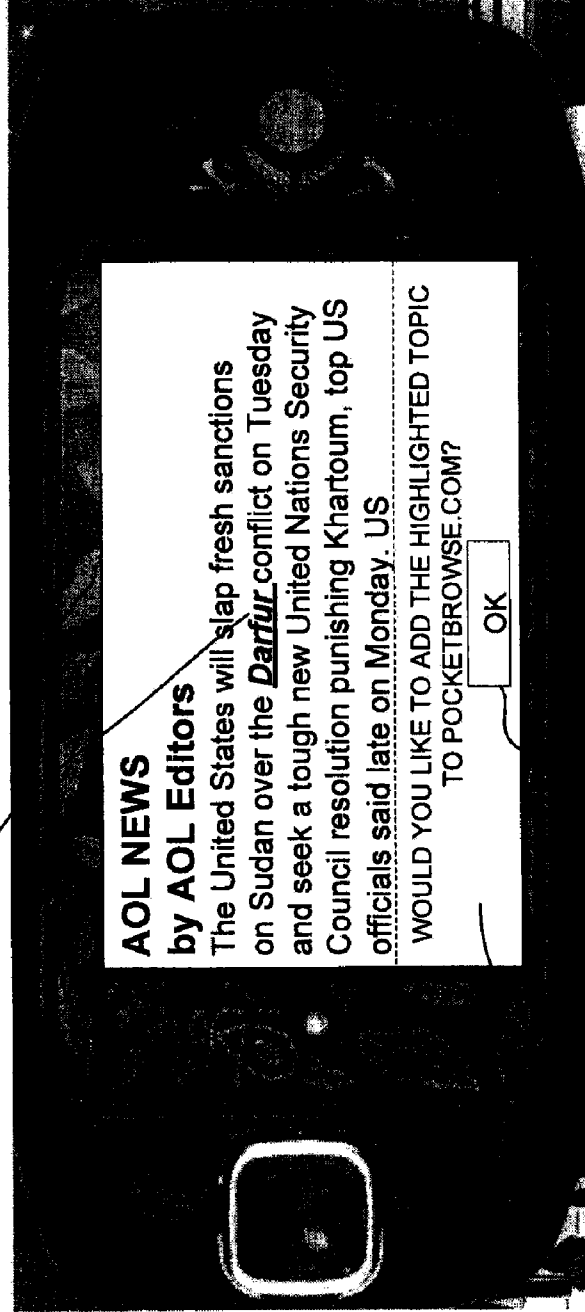 AOL NEWS
by AOL Editors
The United States will slap fresh sanctions
on Sudan over the Darfur conflict on Tuesday
and seek a tough new United Nations Security
Council resolution punishing Khartoum, top US
officials said late on Monday. US
WOULD YOU LIKE TO ADD THE HIGHLIGHTED TOPIC
TO POCKETBROWSE.COM?
OK